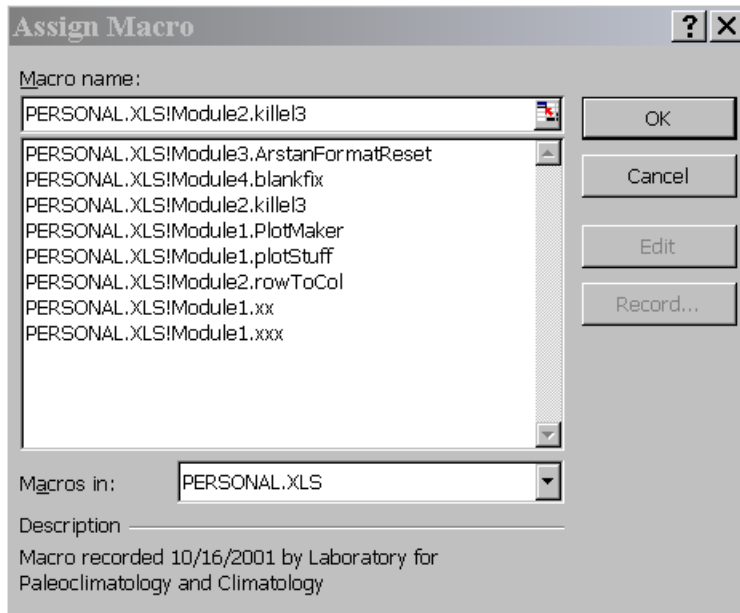 Assign Macro
Macro name:
PERSONAL.XLS!Module2.killel3
OK
PERSONAL.XLS!Module3.ArstanFormatReset
PERSONAL.XLS!Module4.blankfix
Cancel
PERSONAL.XLS!Module2.killel3
PERSONAL.XLS!Module1.PlotMaker
PERSONAL.XLS!Module1.plotStuff
Edit
PERSONAL.XLS!Module2.rowToCol
PERSONAL.XLS!Module1.xx
Record...
PERSONAL.XLS!Module1.xxx
Macros in:
PERSONAL.XLS
Description
Macro recorded 10/16/2001 by Laboratory for
Paleoclimatology and Climatology